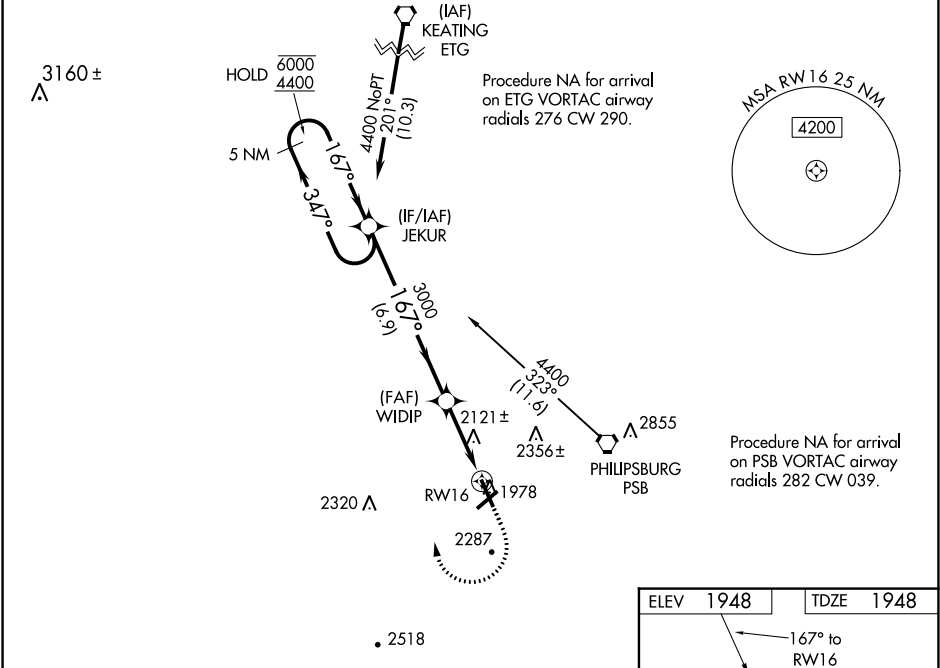 (IAF)
KEATING
ETG
3160 ±
HOLD 6000
4400
4400 NoPT
201°
(10.3)
Procedure NA for arrival
on ETG VORTAC airway
radials 276 CW 290.
MSA RW16 25 NM
4200
5 NM
167°
347°
(IF/IAF)
JEKUR
3000
167°
(6.9)
4400
323°
(11.6)
(FAF)
WIDIP
2121±
2356±
2855
PHILIPSBURG
PSB
Procedure NA for arrival
on PSB VORTAC airway
radials 282 CW 039.
RW16
1978
2320
2287
2518
ELEV 1948
TDZE 1948
167° to
RW16